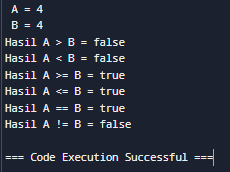 A = 4
B = 4
Hasil A > B = false
Hasil A < B = false
Hasil A >= B = true
Hasil A <= B = true
Hasil A == B = true
Hasil A != B = false
=== Code Execution Successful ===